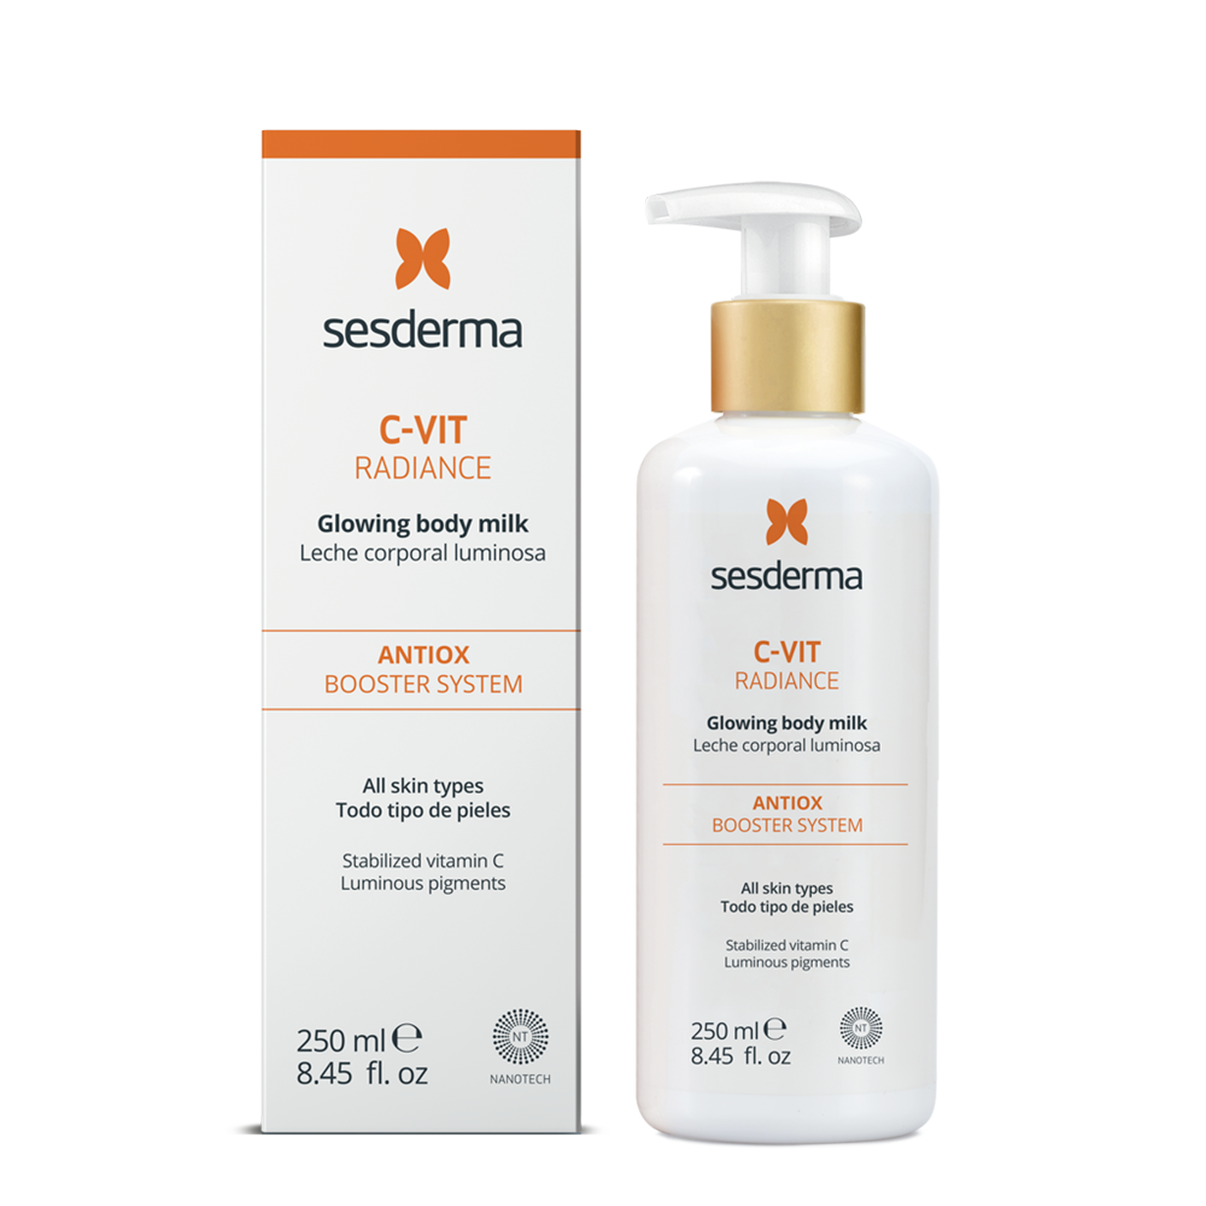 sesderma
C-VIT
RADIANCE
Glowing body milk
Leche corporal luminosa
ANTIOX
BOOSTER SYSTEM
All skin types
Todo tipo de pieles
Stabilized vitamin C
Luminous pigments
250 ml ℮
8.45 fl. oz
NT
NANOTECH
sesderma
C-VIT
RADIANCE
Glowing body milk
Leche corporal luminosa
ANTIOX
BOOSTER SYSTEM
All skin types
Todo tipo de pieles
Stabilized vitamin C
Luminous pigments
250 ml ℮
8.45 fl. oz
NT
NANOTECH